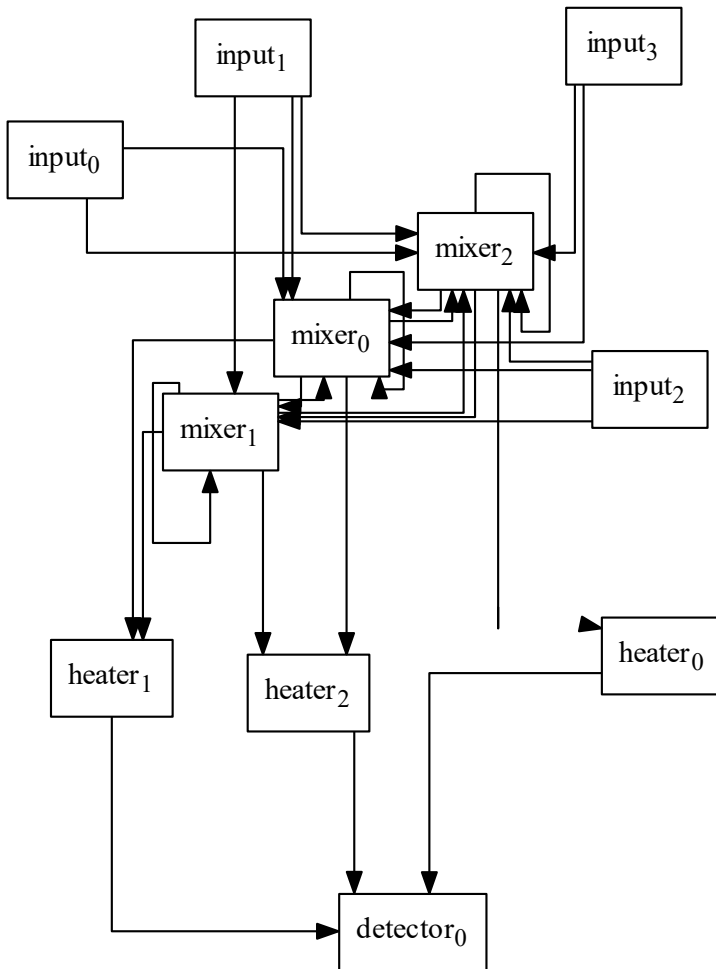 input₁
input₃
input₀
mixer₂
mixer₀
input₂
mixer₁
heater₀
heater₁
heater₂
detector₀